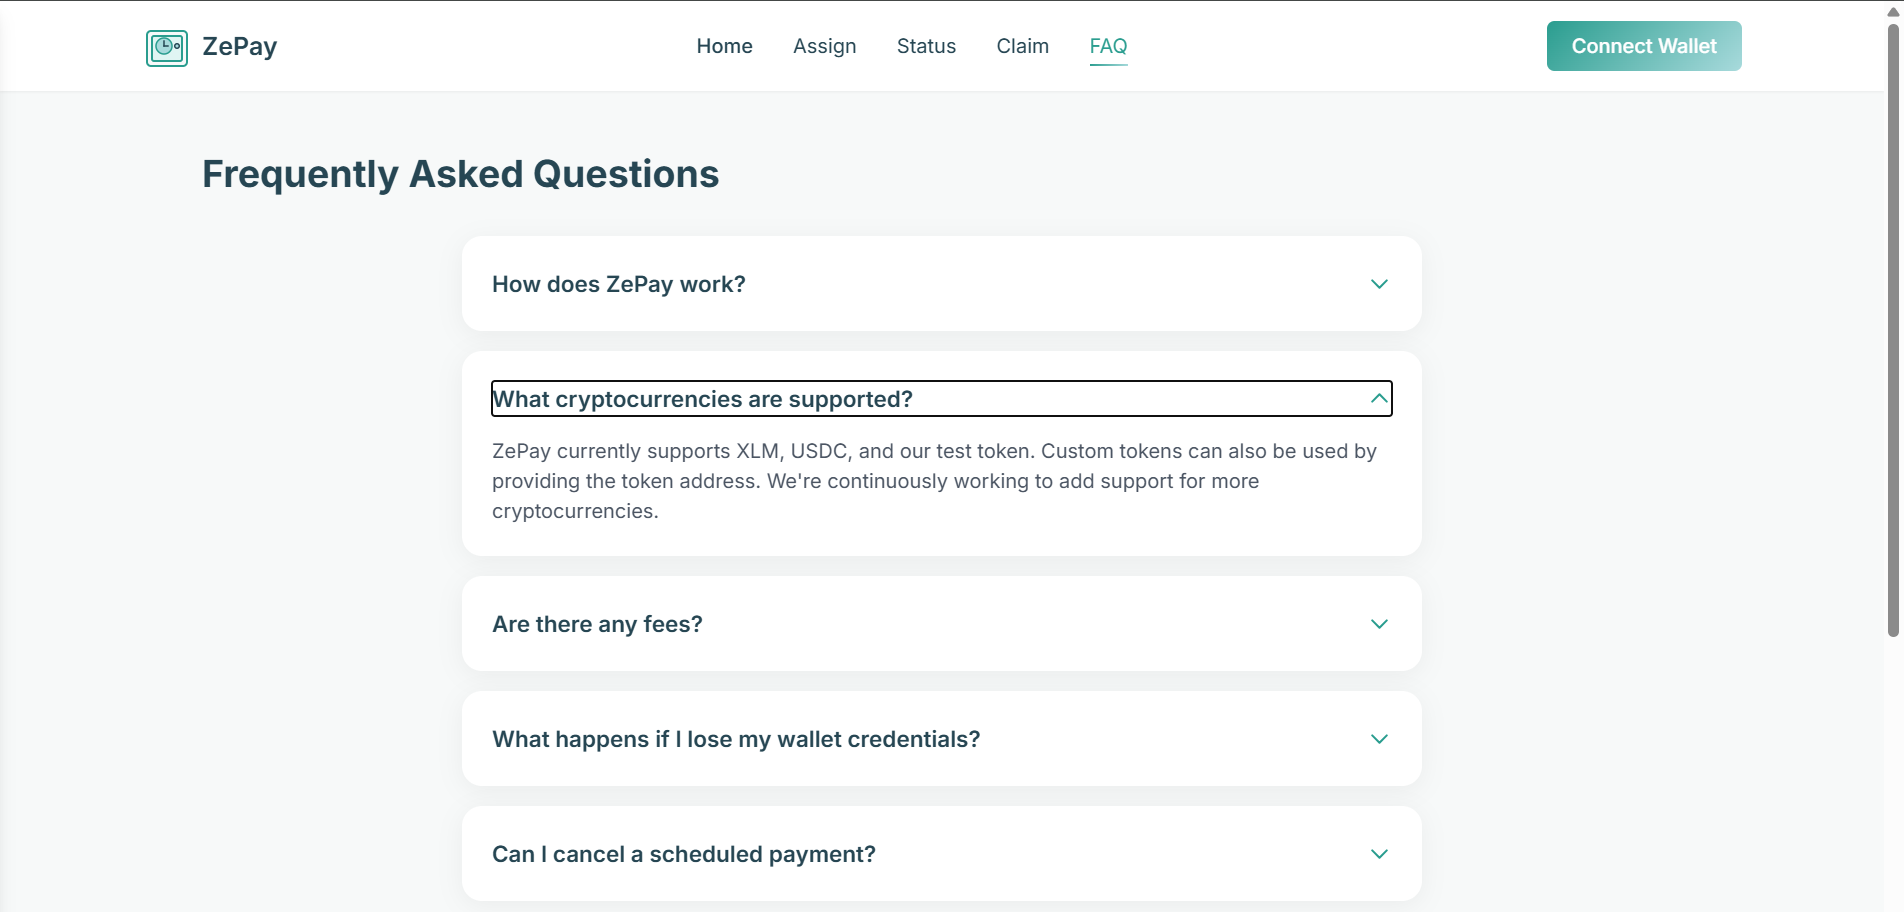 ZePay
Home
Assign
Status
Claim
FAQ
Connect Wallet
Frequently Asked Questions
How does ZePay work?
What cryptocurrencies are supported?
ZePay currently supports XLM, USDC, and our test token. Custom tokens can also be used by
providing the token address. We're continuously working to add support for more
cryptocurrencies.
Are there any fees?
What happens if I lose my wallet credentials?
Can I cancel a scheduled payment?